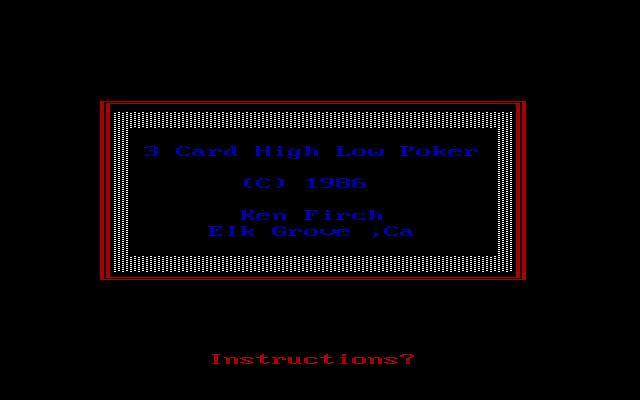 3 Card High Low Poker
(C) 1986
Ken Firch
Elk Grove ,Ca
Instructions?